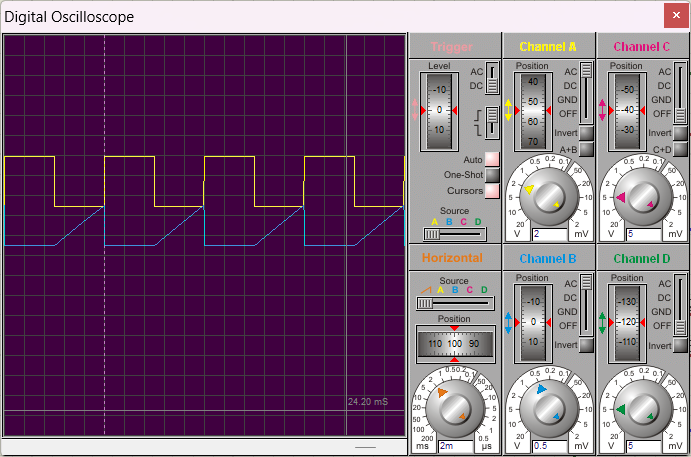 Digital Oscilloscope
24.20 mS
Trigger
Level
-10
0
10
AC
DC
Auto
One-Shot
Cursors
Source
A B C D
Channel A
Position
40
50
60
70
AC
DC
GND
OFF
Invert
A+B
20
10
5
2
1
0.5
0.2
0.1
50
20
10
5
2
V
2
mV
Channel C
Position
-50
-40
-30
AC
DC
GND
OFF
Invert
C+D
20
10
5
2
1
0.5
0.2
0.1
50
20
10
5
2
V
5
mV
Horizontal
Source
A B C D
Position
110 100 90
200
100
50
20
10
5
2
1
0.5
0.2
0.1
50
20
10
5
2
1
0.5
ms
2m
µs
Channel B
Position
-10
0
10
AC
DC
GND
OFF
Invert
20
10
5
2
1
0.5
0.2
0.1
50
20
10
5
2
V
0.5
mV
Channel D
Position
-130
-120
-110
AC
DC
GND
OFF
Invert
20
10
5
2
1
0.5
0.2
0.1
50
20
10
5
2
V
5
mV